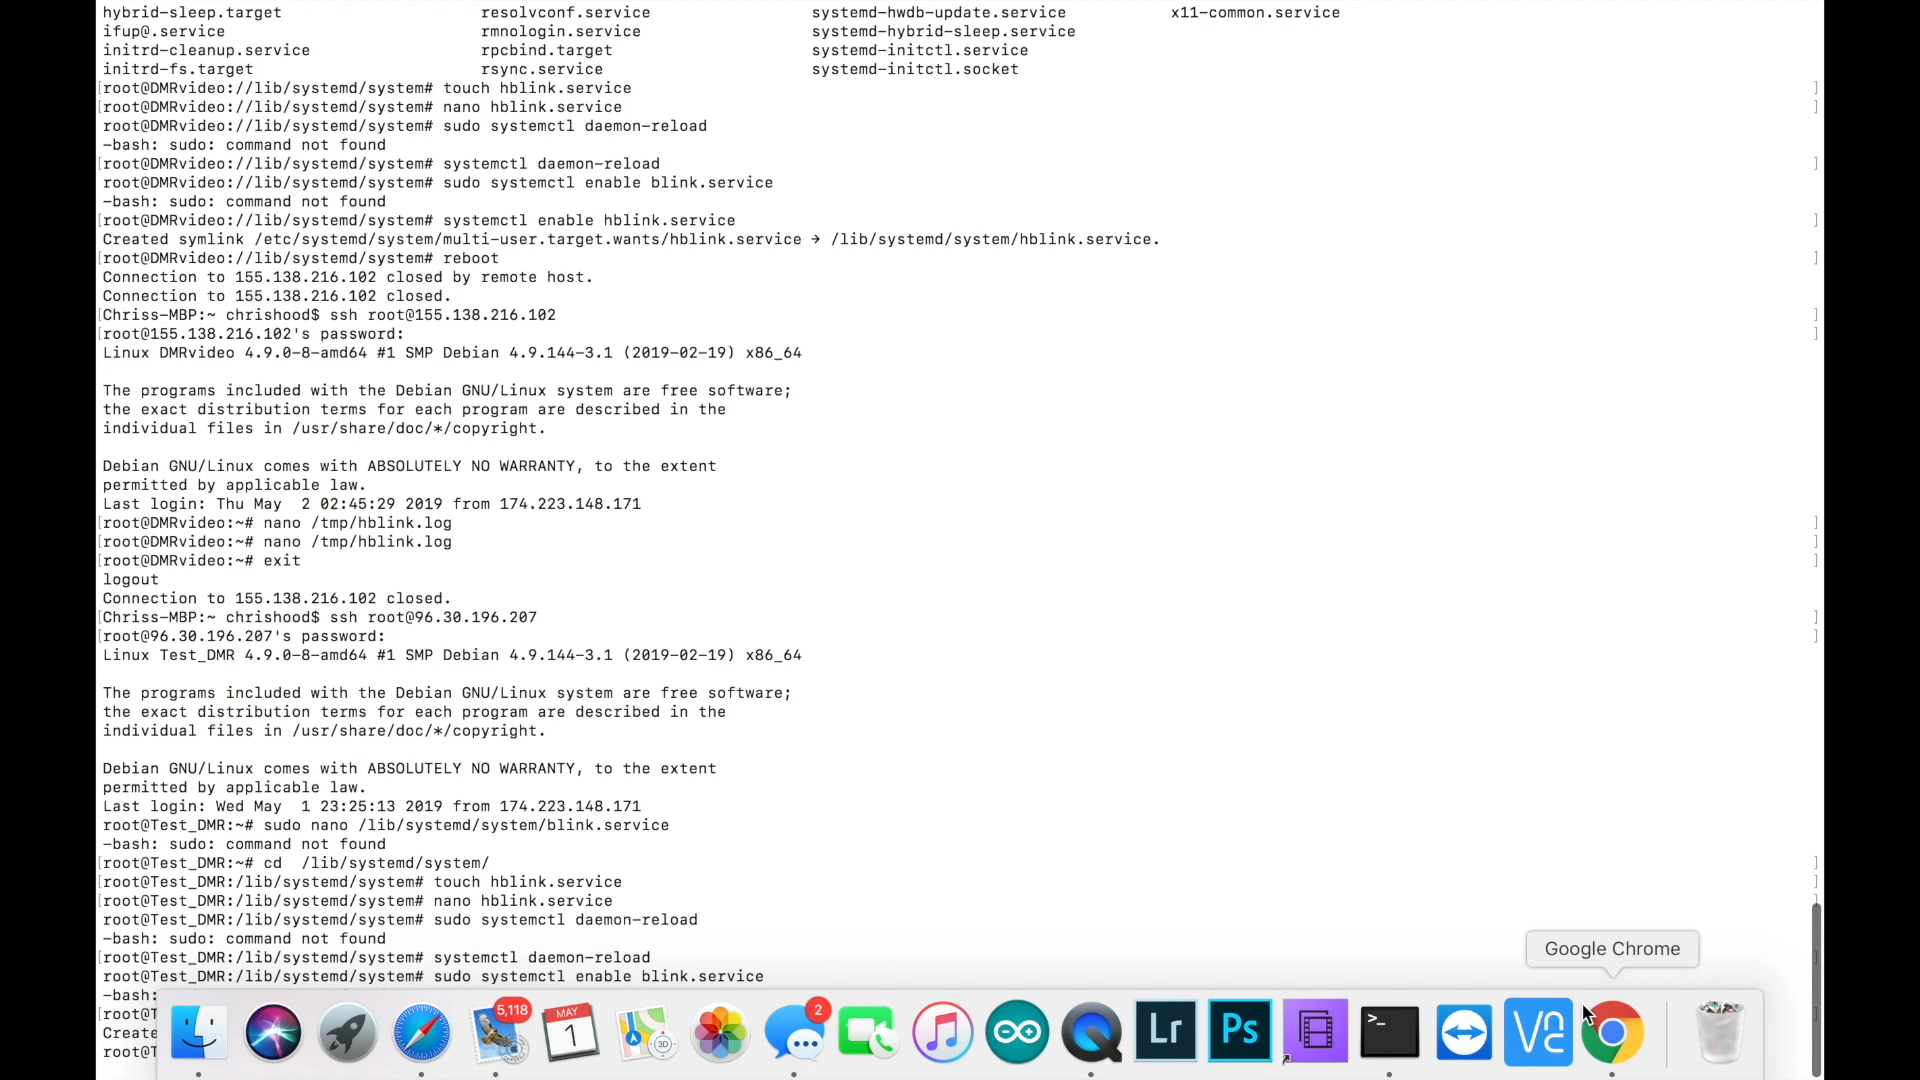 hybrid-sleep.target resolvconf.service systemd-hwdb-update.service x11-common.service
ifup@.service rmnologin.service systemd-hybrid-sleep.service
initrd-cleanup.service rpcbind.target systemd-initctl.service
initrd-fs.target rsync.service systemd-initctl.socket
[root@DMRvideo://lib/systemd/system# touch hblink.service ]
[root@DMRvideo://lib/systemd/system# nano hblink.service ]
root@DMRvideo://lib/systemd/system# sudo systemctl daemon-reload
-bash: sudo: command not found
[root@DMRvideo://lib/systemd/system# systemctl daemon-reload ]
root@DMRvideo://lib/systemd/system# sudo systemctl enable blink.service
-bash: sudo: command not found
[root@DMRvideo://lib/systemd/system# systemctl enable hblink.service ]
Created symlink /etc/systemd/system/multi-user.target.wants/hblink.service → /lib/systemd/system/hblink.service.
[root@DMRvideo://lib/systemd/system# reboot ]
Connection to 155.138.216.102 closed by remote host.
Connection to 155.138.216.102 closed.
[Chriss-MBP:~ chrishood$ ssh root@155.138.216.102 ]
[root@155.138.216.102's password: ]
Linux DMRvideo 4.9.0-8-amd64 #1 SMP Debian 4.9.144-3.1 (2019-02-19) x86_64
The programs included with the Debian GNU/Linux system are free software;
the exact distribution terms for each program are described in the
individual files in /usr/share/doc/*/copyright.
Debian GNU/Linux comes with ABSOLUTELY NO WARRANTY, to the extent
permitted by applicable law.
Last login: Thu May  2 02:45:29 2019 from 174.223.148.171
[root@DMRvideo:~# nano /tmp/hblink.log ]
[root@DMRvideo:~# nano /tmp/hblink.log ]
[root@DMRvideo:~# exit ]
logout
Connection to 155.138.216.102 closed.
[Chriss-MBP:~ chrishood$ ssh root@96.30.196.207 ]
[root@96.30.196.207's password: ]
Linux Test_DMR 4.9.0-8-amd64 #1 SMP Debian 4.9.144-3.1 (2019-02-19) x86_64
The programs included with the Debian GNU/Linux system are free software;
the exact distribution terms for each program are described in the
individual files in /usr/share/doc/*/copyright.
Debian GNU/Linux comes with ABSOLUTELY NO WARRANTY, to the extent
permitted by applicable law.
Last login: Wed May  1 23:25:13 2019 from 174.223.148.171
root@Test_DMR:~# sudo nano /lib/systemd/system/blink.service
-bash: sudo: command not found
[root@Test_DMR:~# cd  /lib/systemd/system/ ]
[root@Test_DMR:/lib/systemd/system# touch hblink.service ]
[root@Test_DMR:/lib/systemd/system# nano hblink.service ]
root@Test_DMR:/lib/systemd/system# sudo systemctl daemon-reload
-bash: sudo: command not found
[root@Test_DMR:/lib/systemd/system# systemctl daemon-reload ]
root@Test_DMR:/lib/systemd/system# sudo systemctl enable blink.service
-bash:
[root@T
Create
root@T
Google Chrome
5,118
MAY
1
3D
2
Lr
Ps
>_